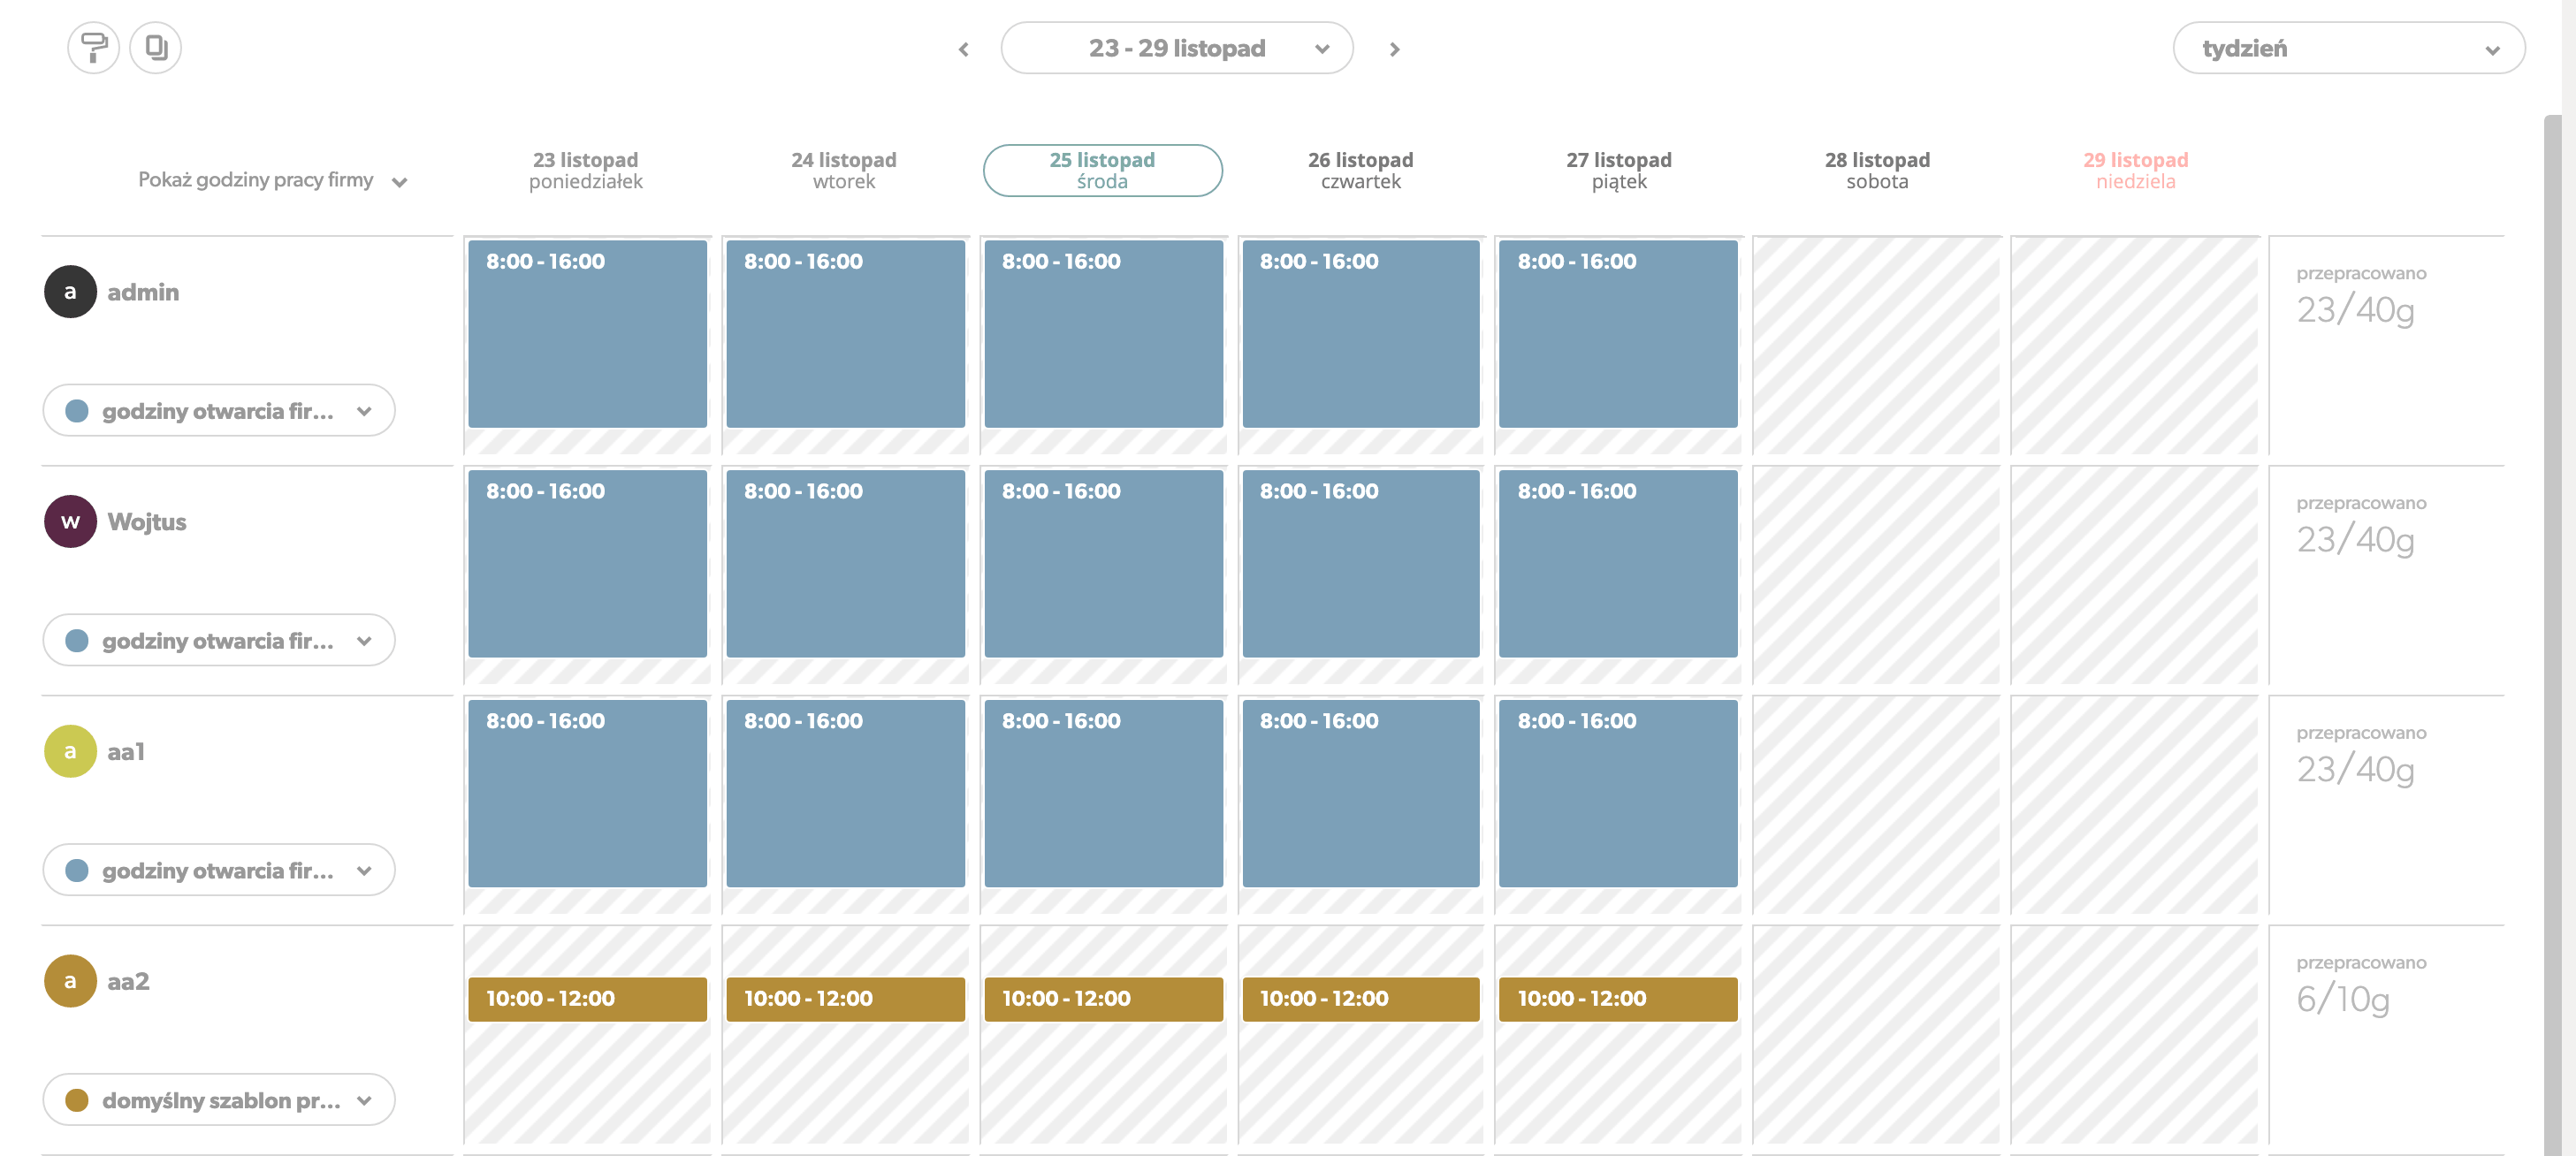 23 - 29 listopad
tydzień
Pokaż godziny pracy firmy
23 listopad
poniedziałek
24 listopad
wtorek
25 listopad
środa
26 listopad
czwartek
27 listopad
piątek
28 listopad
sobota
29 listopad
niedziela
a admin
godziny otwarcia fir...
8:00 - 16:00
8:00 - 16:00
8:00 - 16:00
8:00 - 16:00
8:00 - 16:00
przepracowano
23/40g
w Wojtus
godziny otwarcia fir...
8:00 - 16:00
8:00 - 16:00
8:00 - 16:00
8:00 - 16:00
8:00 - 16:00
przepracowano
23/40g
a aa1
godziny otwarcia fir...
8:00 - 16:00
8:00 - 16:00
8:00 - 16:00
8:00 - 16:00
8:00 - 16:00
przepracowano
23/40g
a aa2
domyślny szablon pr...
10:00 - 12:00
10:00 - 12:00
10:00 - 12:00
10:00 - 12:00
10:00 - 12:00
przepracowano
6/10g